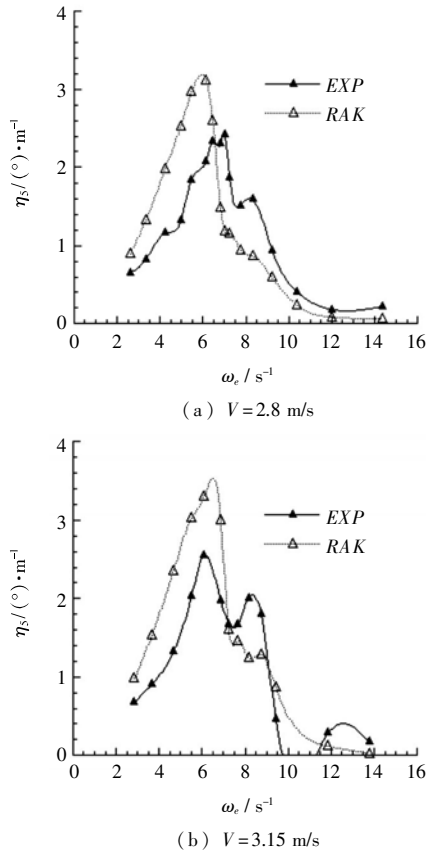 4
3
2
1
0
η₅/(°)•m⁻¹
EXP
RAK
0 2 4 6 8 10 12 14 16
ωₑ / s⁻¹
(a) V=2.8 m/s
4
3
2
1
0
η₅/(°)•m⁻¹
EXP
RAK
0 2 4 6 8 10 12 14 16
ωₑ / s⁻¹
(b) V=3.15 m/s